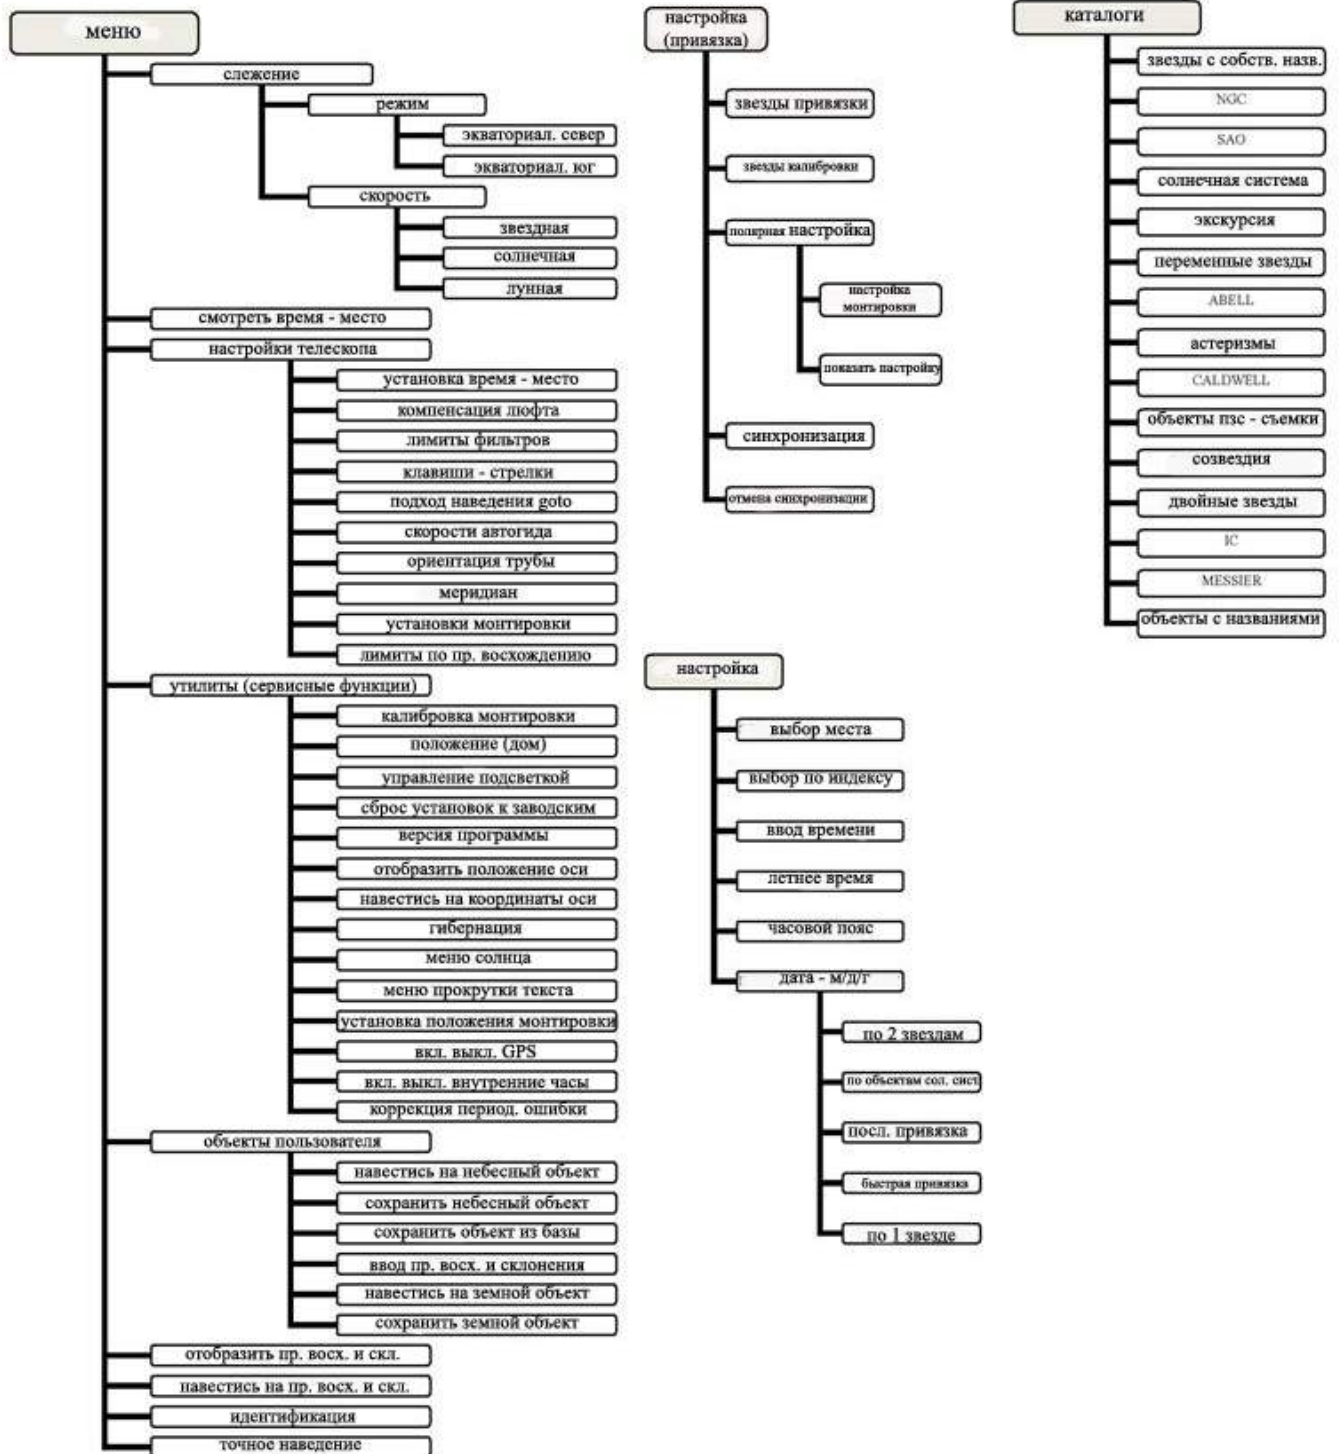 меню
слежение
режим
экваториал. север
экваториал. юг
скорость
звездная
солнечная
лунная
смотреть время - место
настройки телескопа
установка время - место
компенсация люфта
лимиты фильтров
клавиши - стрелки
подход наведения goto
скорости автогида
ориентация трубы
меридиан
установки монтировки
лимиты по пр. восхождению
утилиты (сервисные функции)
калибровка монтировки
положение (дом)
управление подсветкой
сброс установок к заводским
версия программы
отобразить положение оси
навестись на координаты оси
гибернация
меню солнца
меню прокрутки текста
установка положения монтировки
вкл. выкл. GPS
вкл. выкл. внутренние часы
коррекция период. ошибки
объекты пользователя
навестись на небесный объект
сохранить небесный объект
сохранить объект из базы
ввод пр. восх. и склонения
навестись на земной объект
сохранить земной объект
отобразить пр. восх. и скл.
навестись на пр. восх. и скл.
идентификация
точное наведение
настройка
(привязка)
звезды привязки
звезды калибровки
полярная настройка
настройка
монтировки
показать настройку
синхронизация
отмена синхронизации
настройка
выбор места
выбор по индексу
ввод времени
летнее время
часовой пояс
дата - м/д/г
по 2 звездам
по объектам сол. сист
посл. привязка
быстрая привязка
по 1 звезде
каталоги
звезды с собств. назв.
NGC
SAO
солнечная система
экскурсия
переменные звезды
ABELL
астеризмы
CALDWELL
объекты пзс - съемки
созвездия
двойные звезды
IC
MESSIER
объекты с названиями